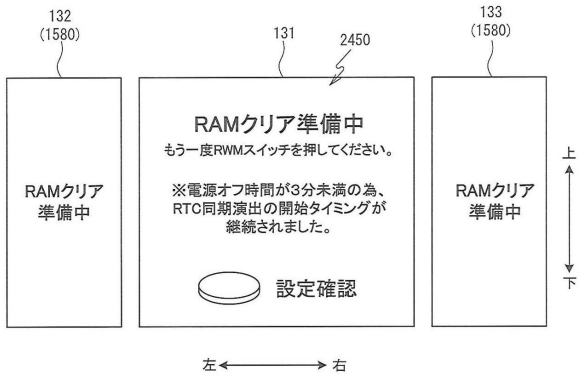 132
(1580)
131
2450
133
(1580)
RAMクリア
準備中
RAMクリア準備中
もう一度RWMスイッチを押してください。
※電源オフ時間が3分未満の為、
RTC同期演出の開始タイミングが
継続されました。
設定確認
RAMクリア
準備中
上
下
左
右